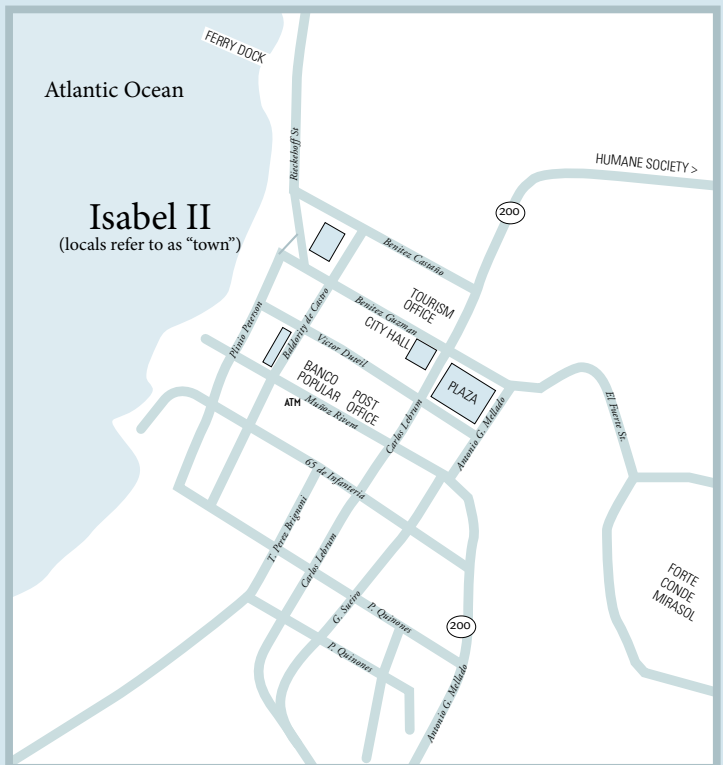 FERRY DOCK
Atlantic Ocean
Rieckehoff St
HUMANE SOCIETY >
Isabel II
(locals refer to as “town”)
200
Benitez Castaño
TOURISM
OFFICE
Benitez Guzman
CITY HALL
Plinio Peterson
Baldority de Castro
Victor Duteil
BANCO
POPULAR
POST
OFFICE
ATM
Muñoz Rivera
PLAZA
Carlos Lebrum
Antonio G. Mellado
El Fuerte St.
65 de Infanteria
T. Perez Brignoni
Carlos Lebrum
G. Sueiro
P. Quinones
P. Quinones
FORTE
CONDE
MIRASOL
200
Antonio G. Mellado